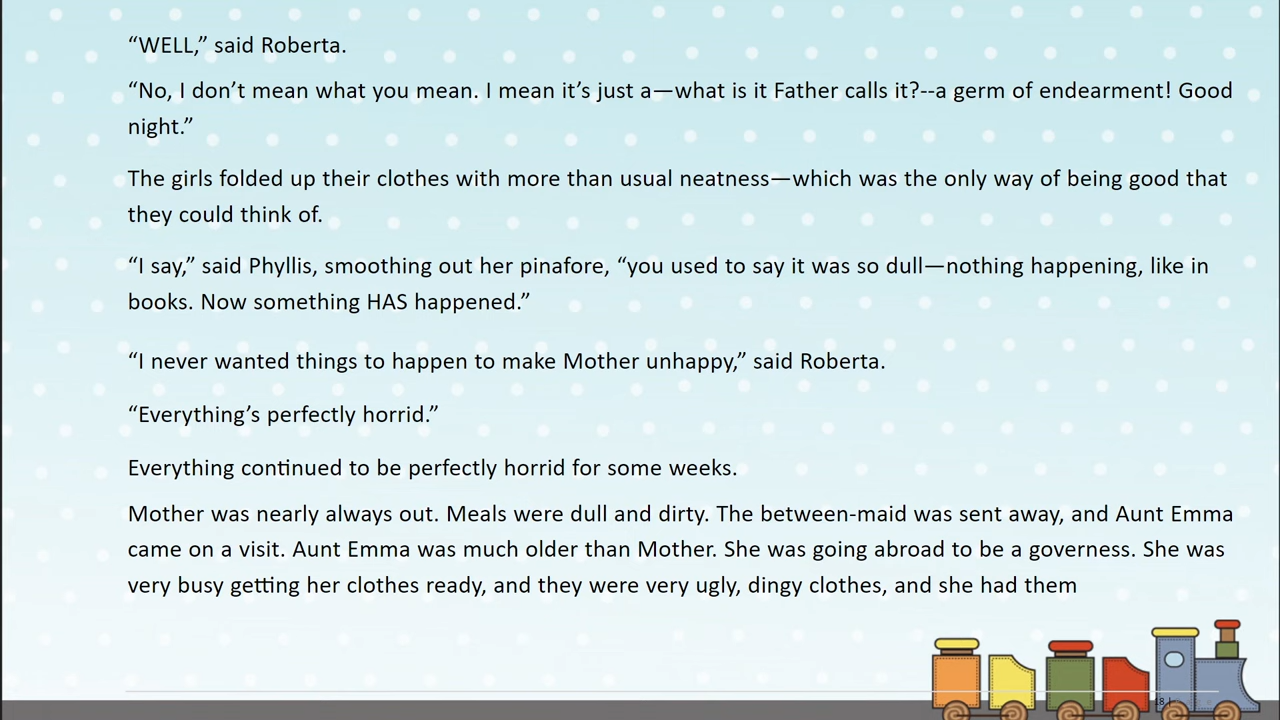 “WELL,” said Roberta.
“No, I don’t mean what you mean. I mean it’s just a—what is it Father calls it?--a germ of endearment! Good
night.”
The girls folded up their clothes with more than usual neatness—which was the only way of being good that
they could think of.
“I say,” said Phyllis, smoothing out her pinafore, “you used to say it was so dull—nothing happening, like in
books. Now something HAS happened.”
“I never wanted things to happen to make Mother unhappy,” said Roberta.
“Everything’s perfectly horrid.”
Everything continued to be perfectly horrid for some weeks.
Mother was nearly always out. Meals were dull and dirty. The between-maid was sent away, and Aunt Emma
came on a visit. Aunt Emma was much older than Mother. She was going abroad to be a governess. She was
very busy getting her clothes ready, and they were very ugly, dingy clothes, and she had them